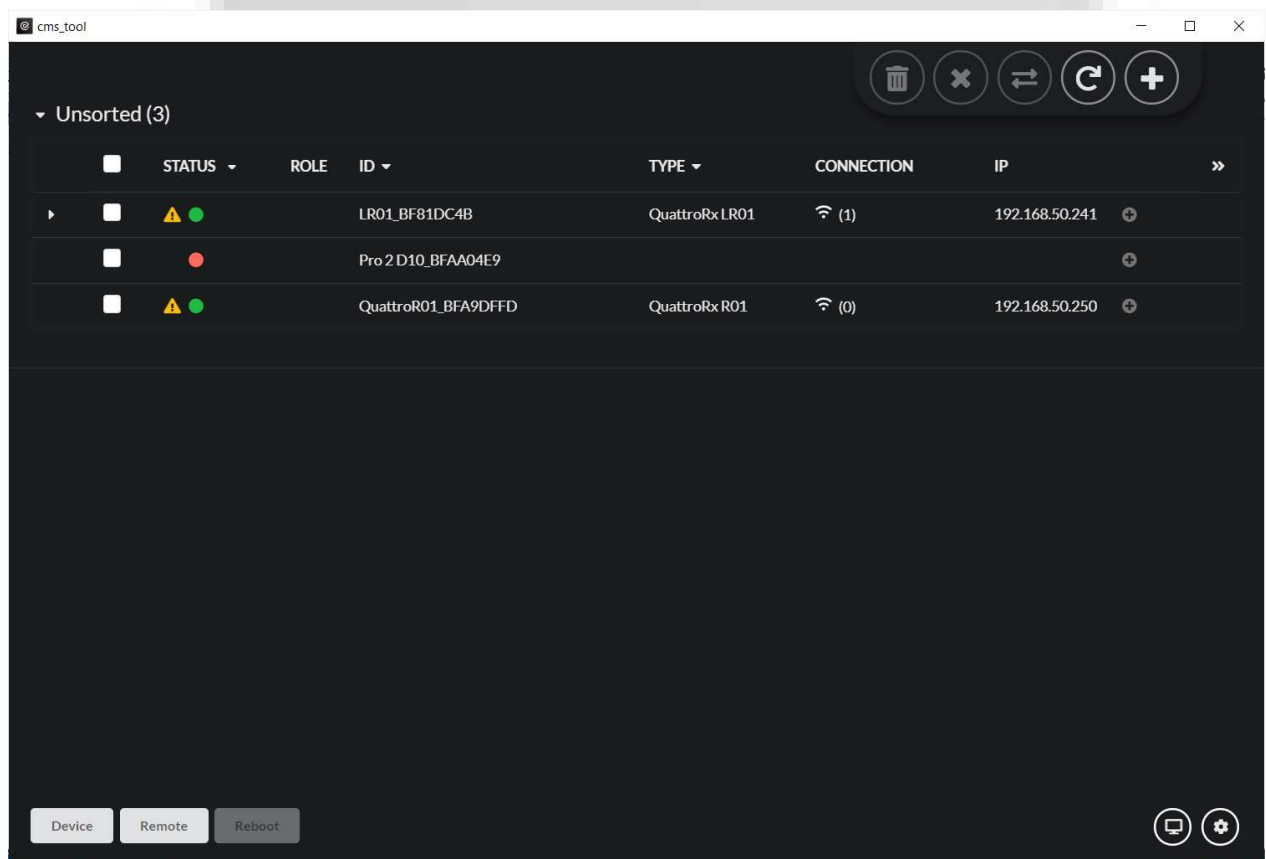 cms_tool
Unsorted (3)
STATUS ROLE ID TYPE CONNECTION IP
LR01_BF81DC4B QuattroRx LR01 (1) 192.168.50.241
Pro 2 D10_BFAA04E9
QuattroR01_BFA9DFFD QuattroRx R01 (0) 192.168.50.250
Device Remote Reboot